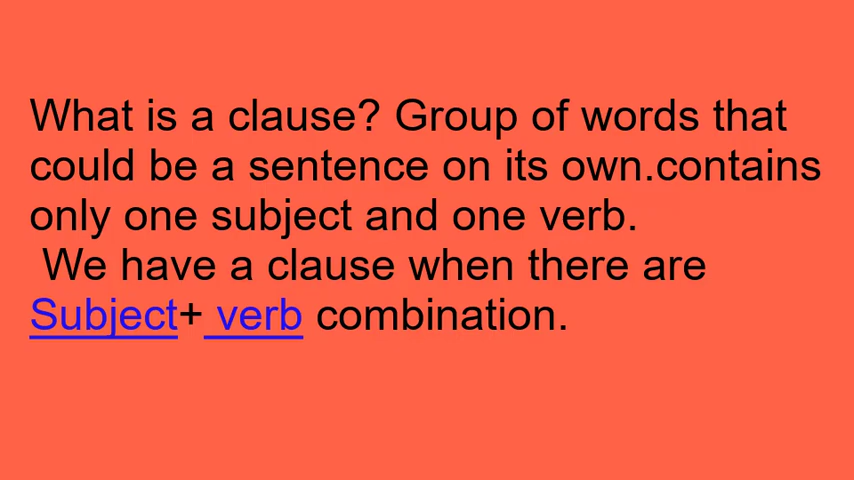 What is a clause? Group of words that
could be a sentence on its own.contains
only one subject and one verb.
We have a clause when there are
Subject+ verb combination.